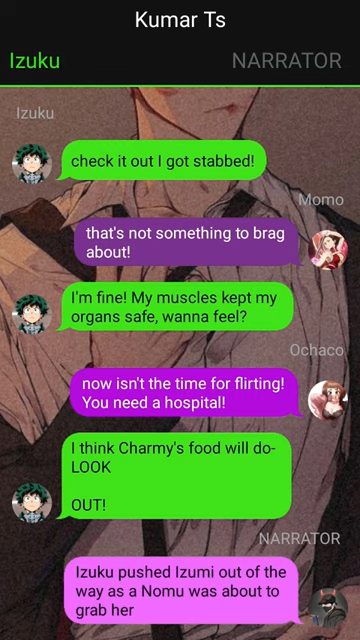 Kumar Ts
Izuku
NARRATOR
Izuku
check it out I got stabbed!
Momo
that's not something to brag
about!
I'm fine! My muscles kept my
organs safe, wanna feel?
Ochaco
now isn't the time for flirting!
You need a hospital!
I think Charmy's food will do-
LOOK
OUT!
NARRATOR
Izuku pushed Izumi out of the
way as a Nomu was about to
grab her